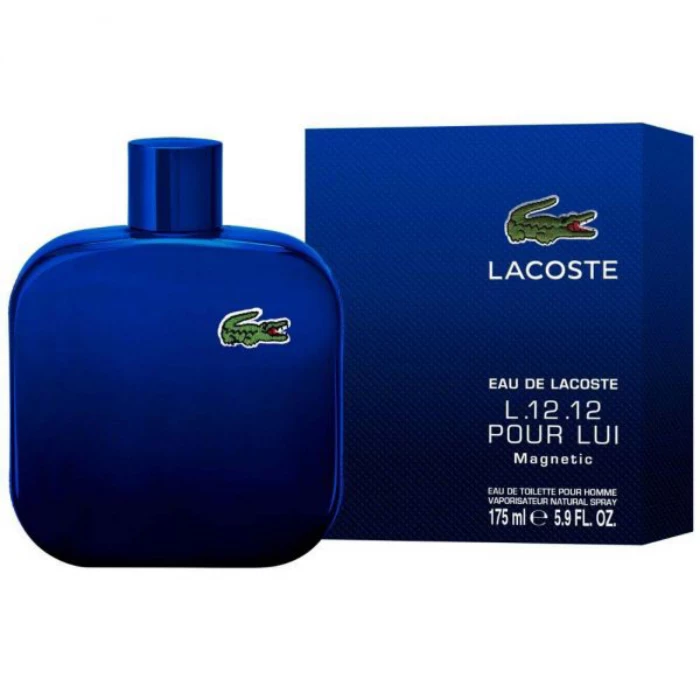 LACOSTE
EAU DE LACOSTE
L.12.12
POUR LUI
Magnetic
EAU DE TOILETTE POUR HOMME
VAPORISATEUR NATURAL SPRAY
175 ml ℮ 5.9 FL. OZ.